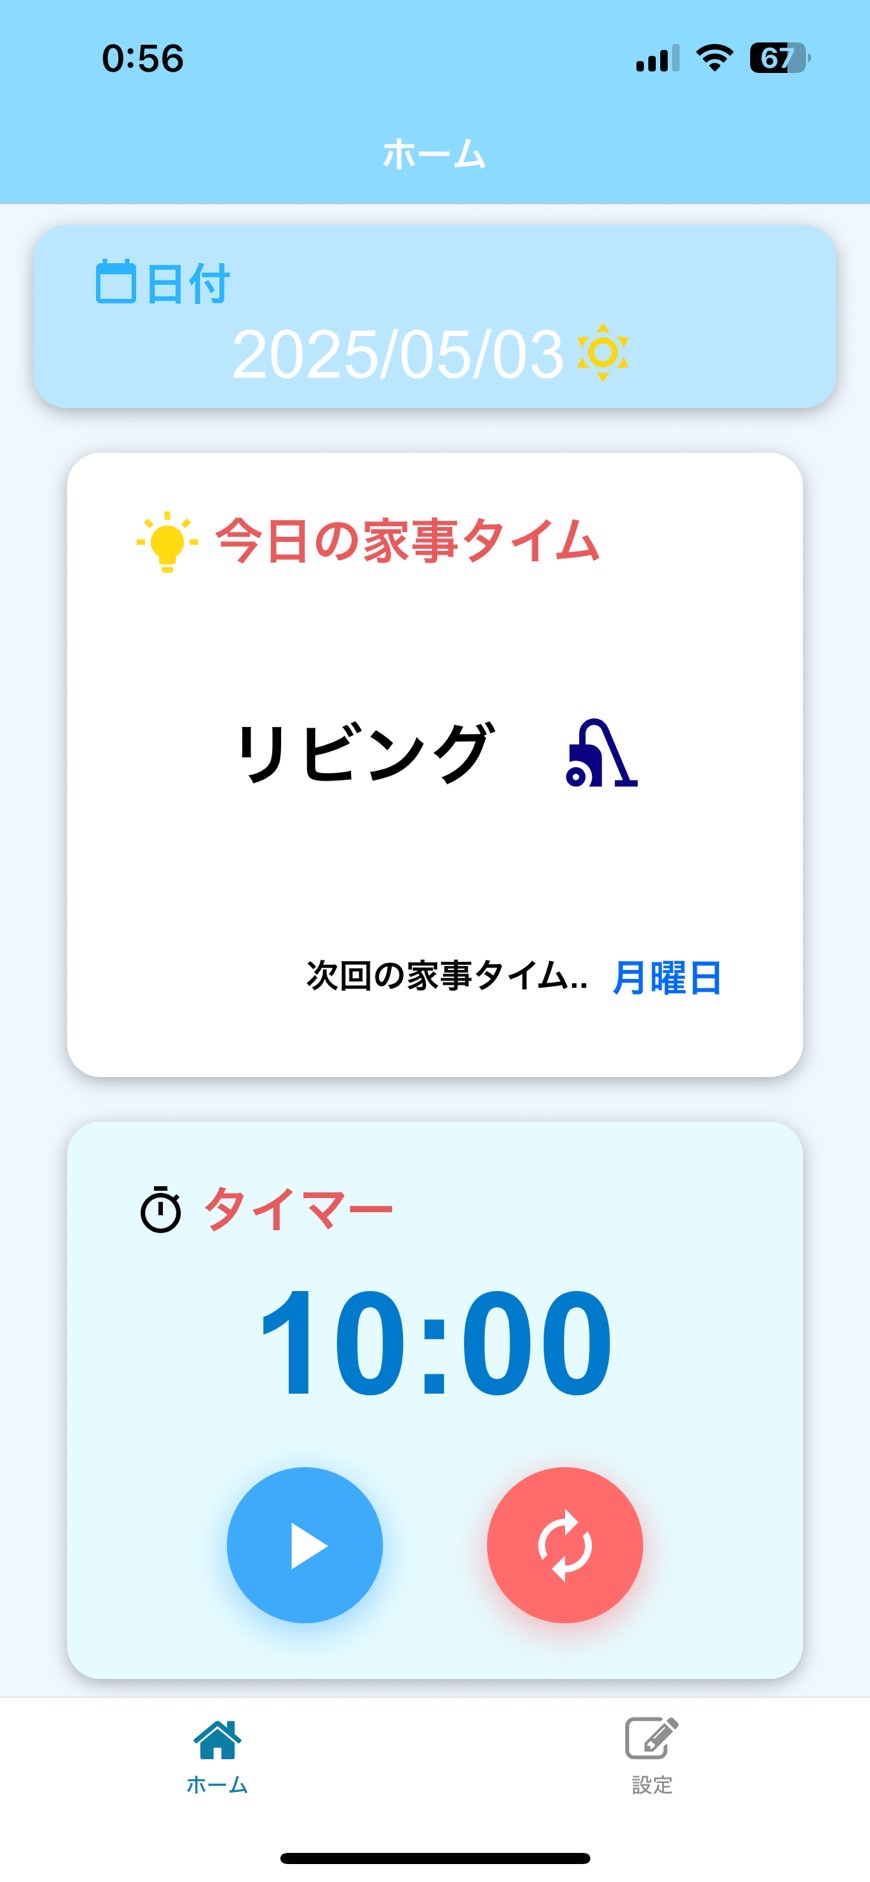 0:56
67
ホーム
日付
2025/05/03
今日の家事タイム
リビング
次回の家事タイム.. 月曜日
タイマー
10:00
ホーム
設定